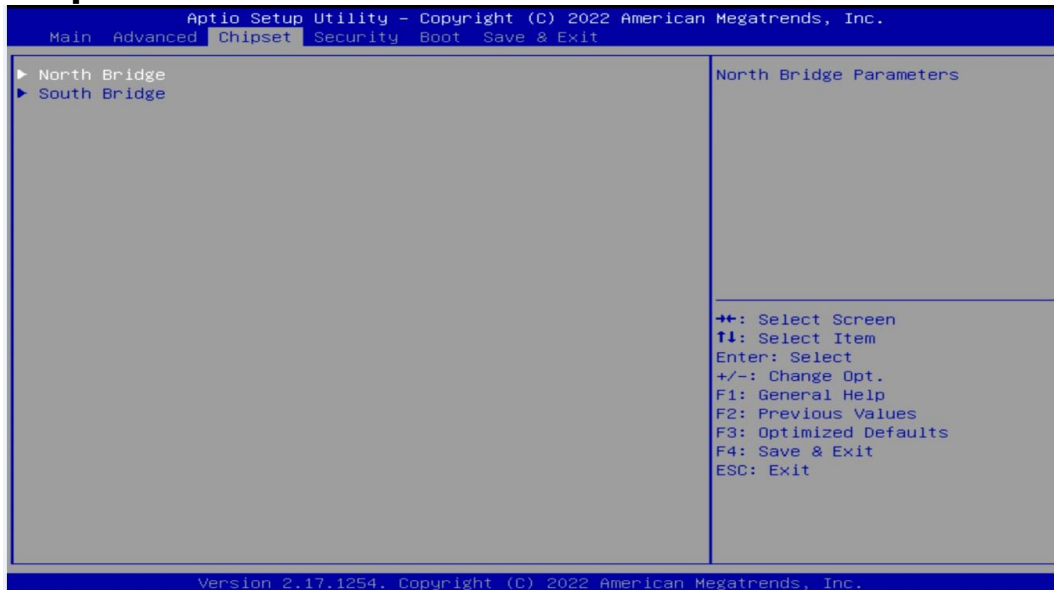 Aptio Setup Utility – Copyright (C) 2022 American Megatrends, Inc.
Main Advanced Chipset Security Boot Save & Exit
▶ North Bridge
▶ South Bridge
North Bridge Parameters
→←: Select Screen
↑↓: Select Item
Enter: Select
+/-: Change Opt.
F1: General Help
F2: Previous Values
F3: Optimized Defaults
F4: Save & Exit
ESC: Exit
Version 2.17.1254. Copyright (C) 2022 American Megatrends, Inc.